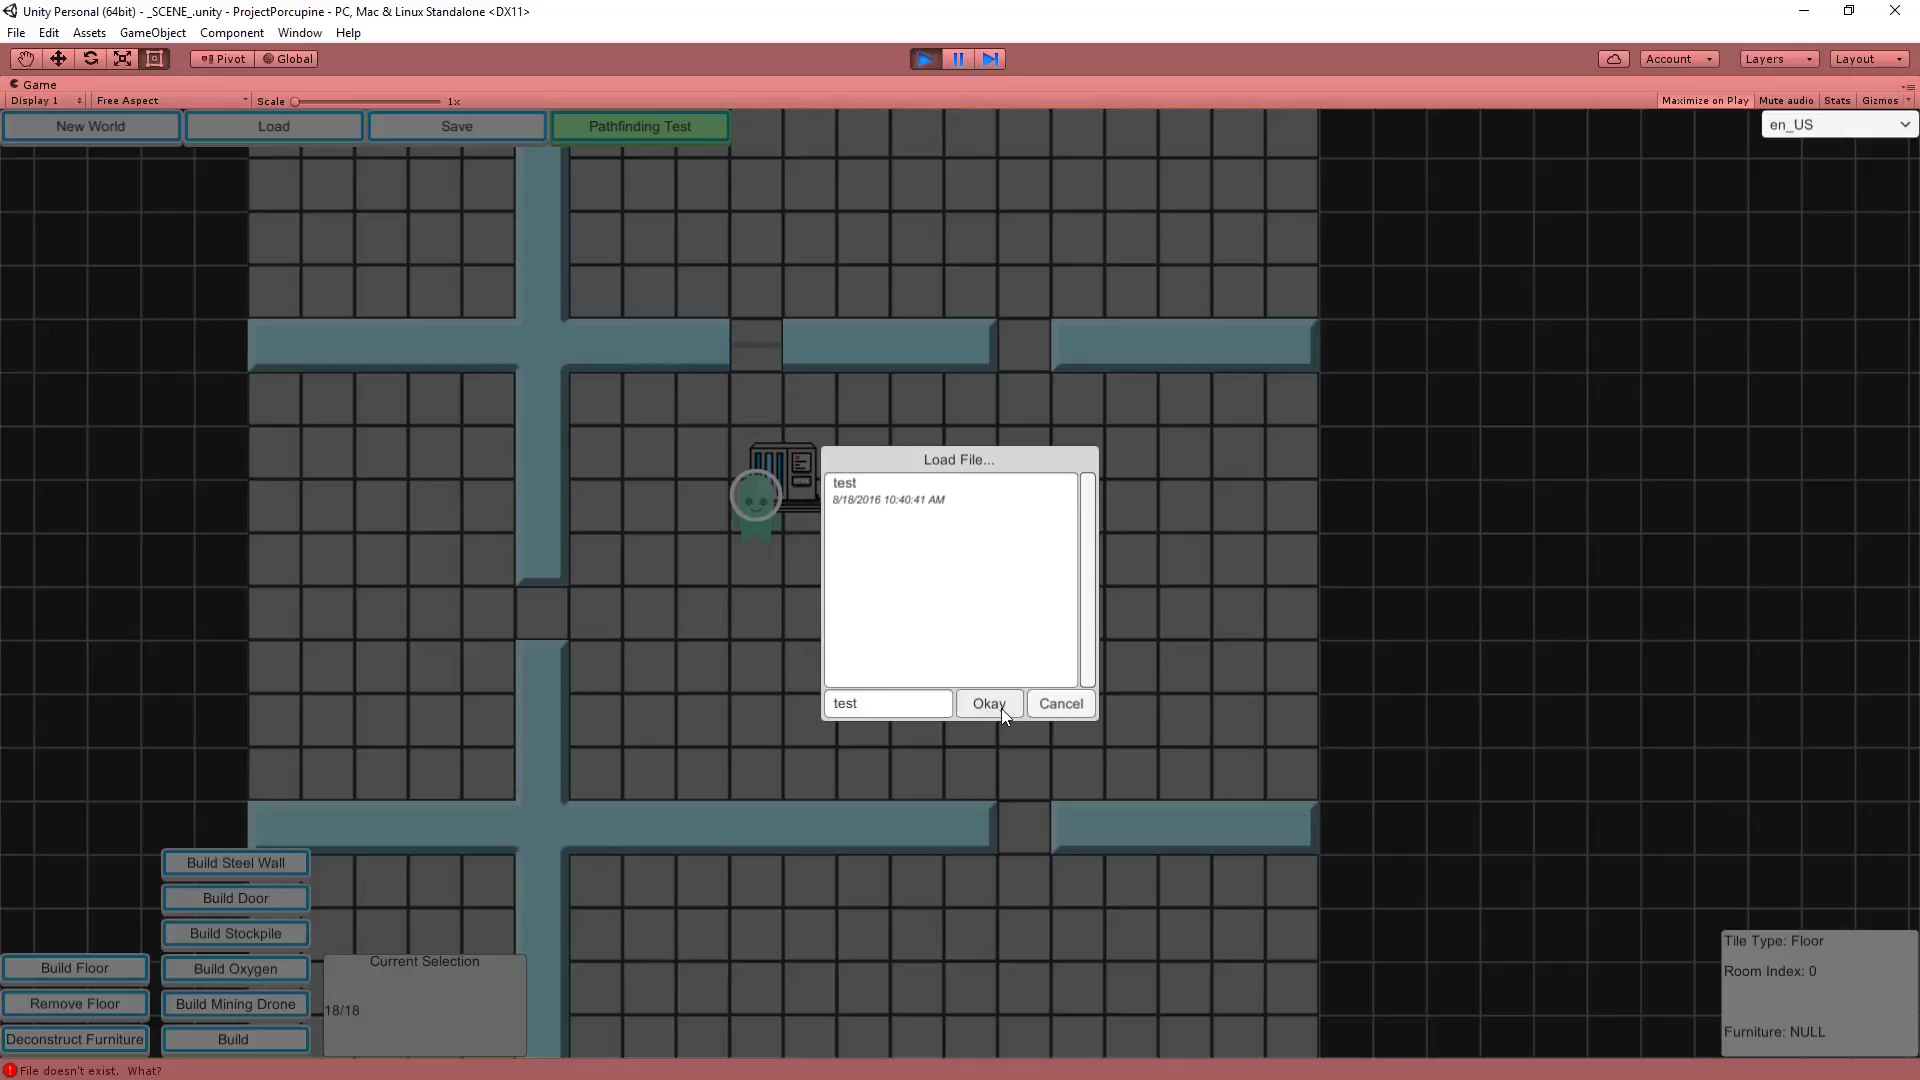 Unity Personal (64bit) - _SCENE_.unity - ProjectPorcupine - PC, Mac & Linux Standalone <DX11>
File Edit Assets GameObject Component Window Help
Pivot Global Account Layers Layout
Game
Display 1 Free Aspect Scale 1x Maximize on Play Mute audio Stats Gizmos
New World Load Save Pathfinding Test en_US
Load File...
test
8/18/2016 10:40:41 AM
test Okay Cancel
Build Steel Wall
Build Door
Build Stockpile
Build Floor Build Oxygen Current Selection
Remove Floor Build Mining Drone 18/18
Deconstruct Furniture Build
Tile Type: Floor
Room Index: 0
Furniture: NULL
File doesn't exist. What?